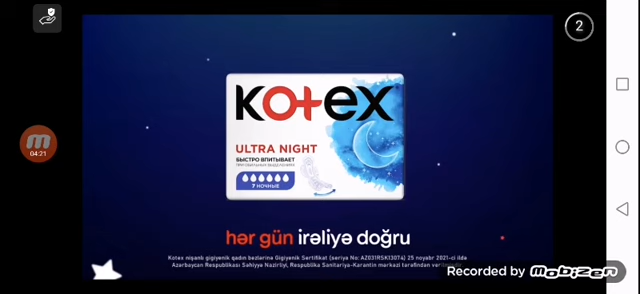 2
kotex
ULTRA NIGHT
БЫСТРО ВПИТЫВАЕТ
7 НОЧНЫЕ
04:21
hər gün irəliyə doğru
Kotex nişanlı gigiyenik qadın bezlərinə Gigiyenik Sertifikat (seriya No: AZ031RSK13074) 25 noyabr 2021-ci ildə
Azərbaycan Respublikası Səhiyyə Nazirliyi, Respublika Sanitariya-Karantin mərkəzi tərəfindən
Recorded by Mobizen